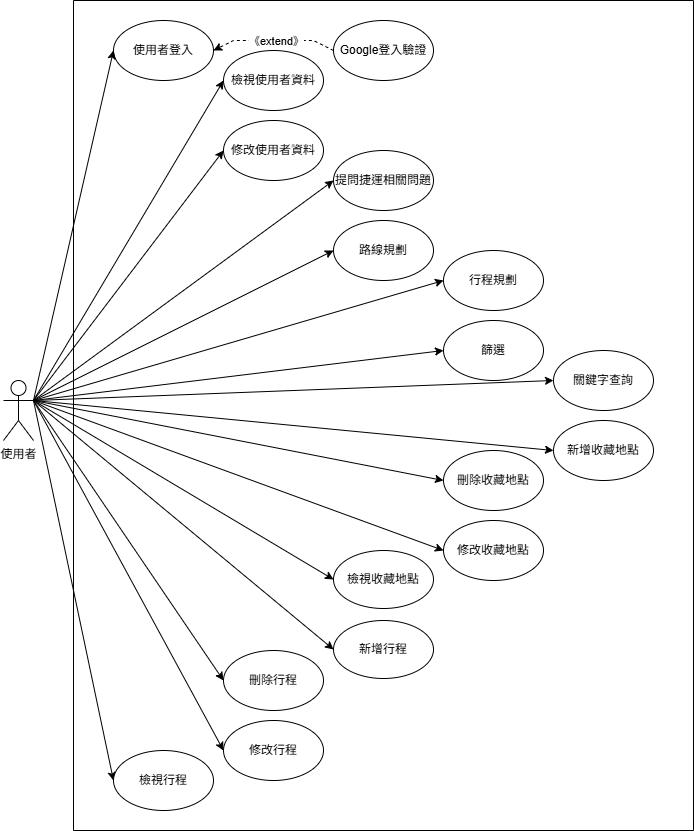 使用者登入
《extend》
Google登入驗證
檢視使用者資料
修改使用者資料
提問捷運相關問題
路線規劃
行程規劃
篩選
關鍵字查詢
使用者
新增收藏地點
刪除收藏地點
修改收藏地點
檢視收藏地點
新增行程
刪除行程
修改行程
檢視行程